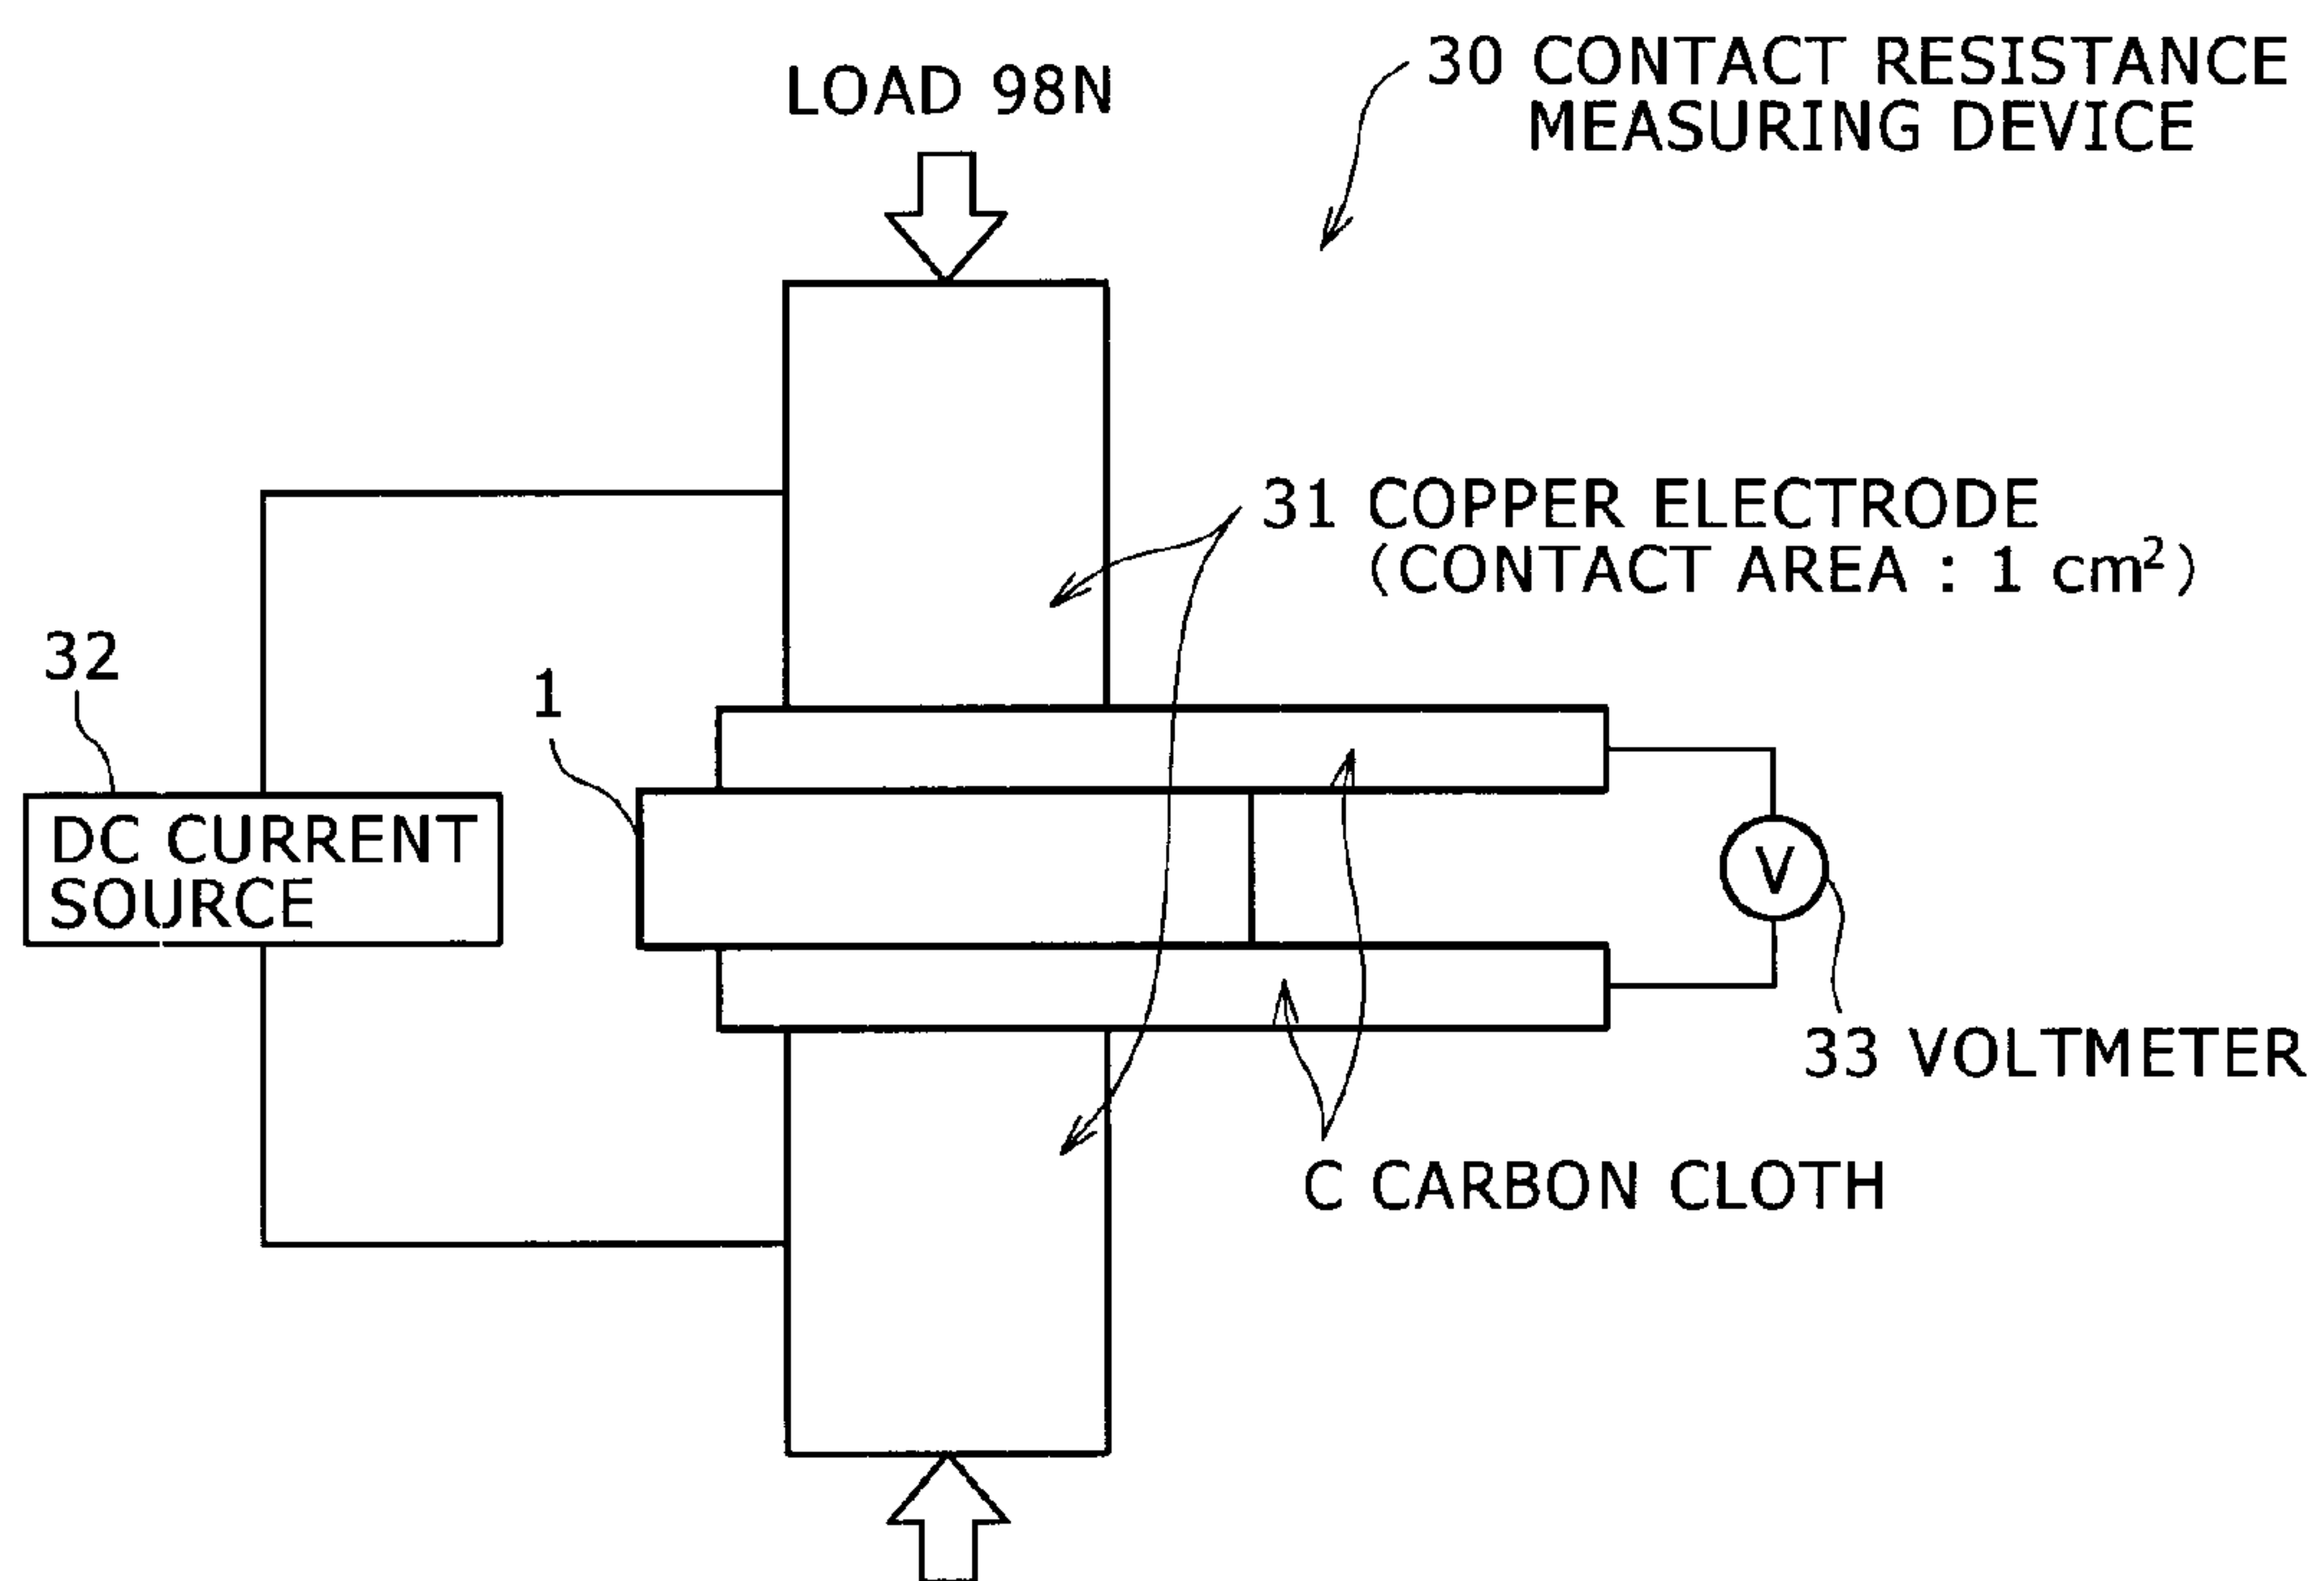 LOAD 98N
30 CONTACT RESISTANCE
MEASURING DEVICE
31 COPPER ELECTRODE
(CONTACT AREA : 1 cm²)
32
1
DC CURRENT
SOURCE
V
33 VOLTMETER
C CARBON CLOTH